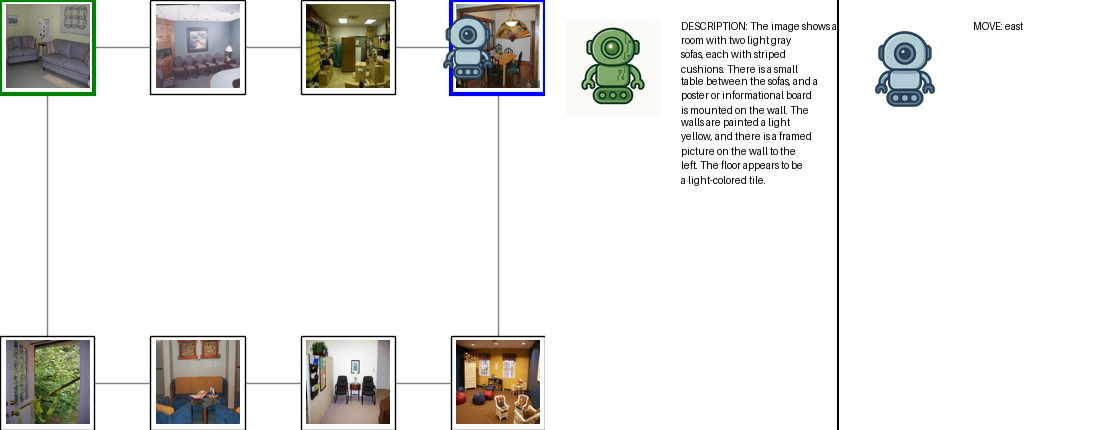 DESCRIPTION: The image shows a
room with two light gray
sofas, each with striped
cushions. There is a small
table between the sofas, and a
poster or informational board
is mounted on the wall. The
walls are painted a light
yellow, and there is a framed
picture on the wall to the
left. The floor appears to be
a light-colored tile.
MOVE: east